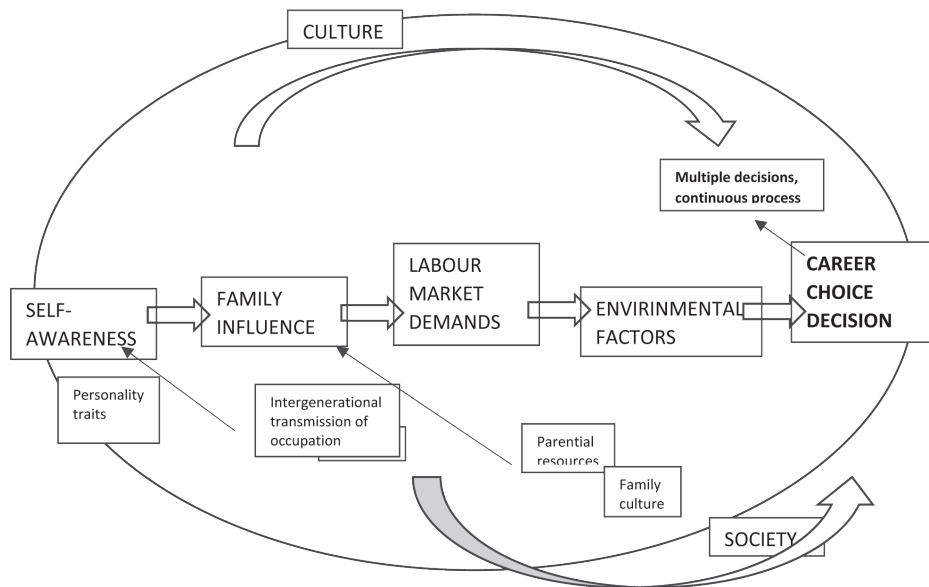 CULTURE
Multiple decisions,
continuous process
CAREER
CHOICE
DECISION
LABOUR
MARKET
DEMANDS
FAMILY
INFLUENCE
SELF-
AWARENESS
ENVIRINMENTAL
FACTORS
Personality
traits
Intergenerational
transmission of
occupation
Parential
resources
Family
culture
SOCIETY